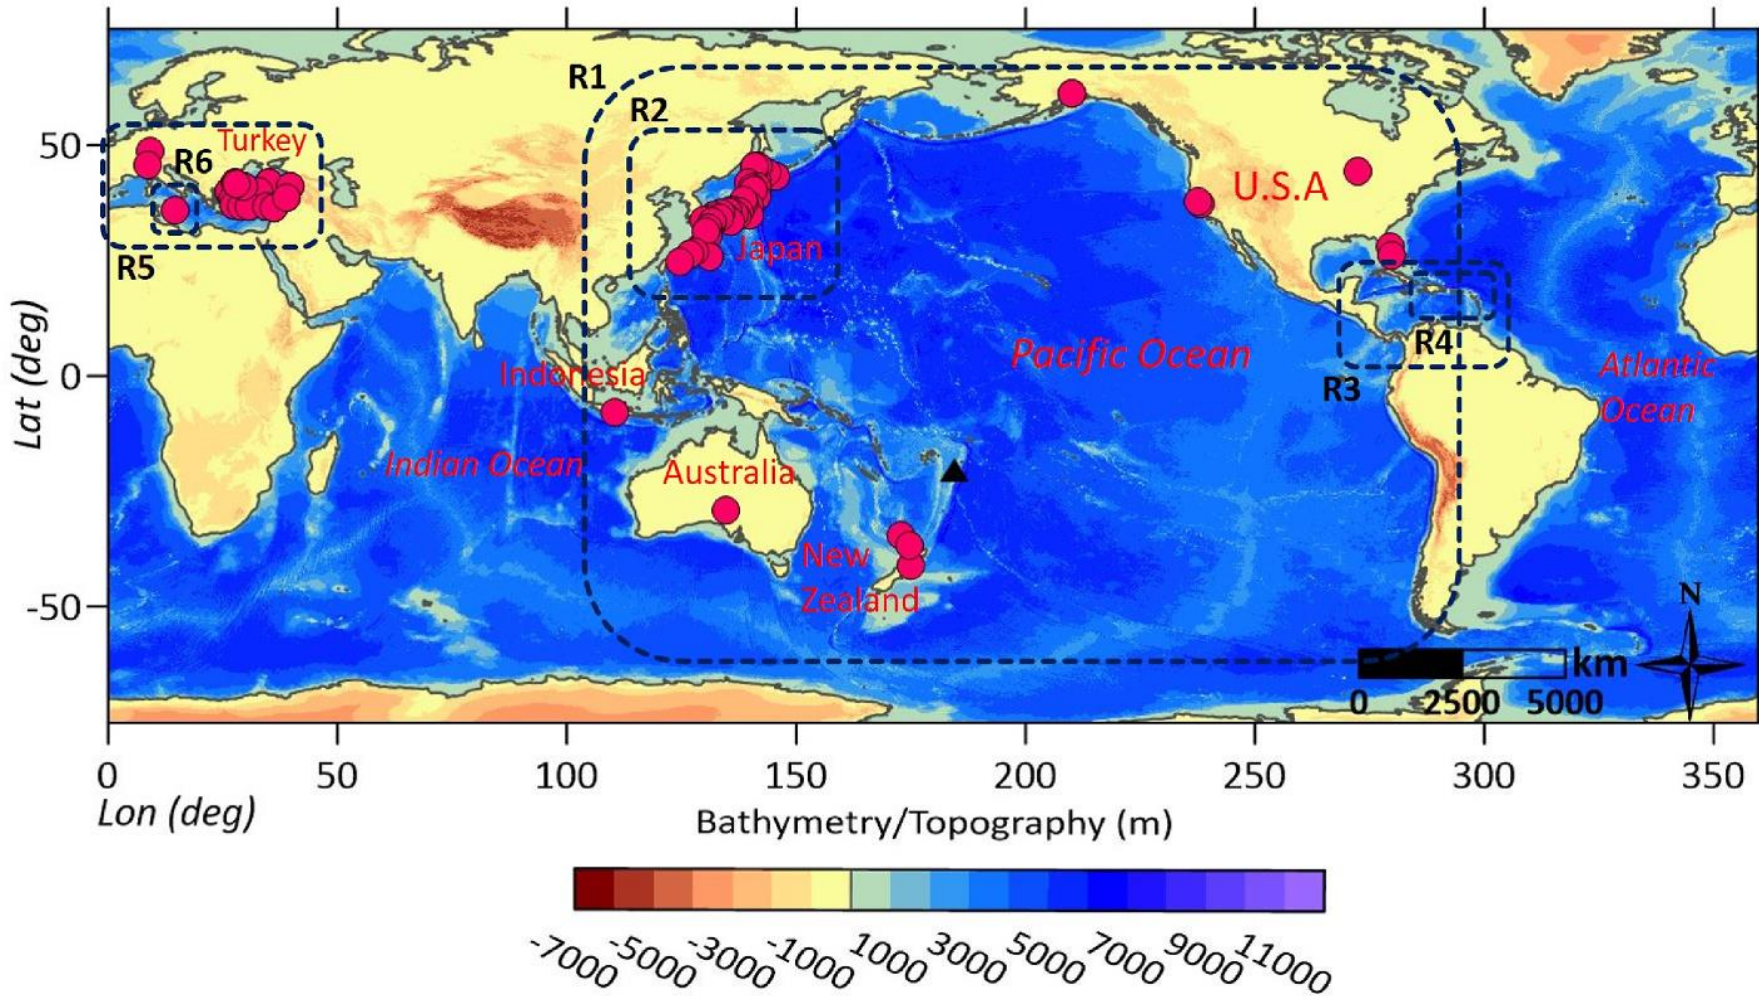 R1
R2
50
Turkey
R6
U.S.A
Japan
R5
Lat (deg)
0
Indonesia
Pacific Ocean
R4
R3
Atlantic
Ocean
Indian Ocean
Australia
New
Zealand
-50
N
km
0 2500 5000
0 50 100 150 200 250 300 350
Lon (deg)
Bathymetry/Topography (m)
-7000 -5000 -3000 -1000 1000 3000 5000 7000 9000 11000